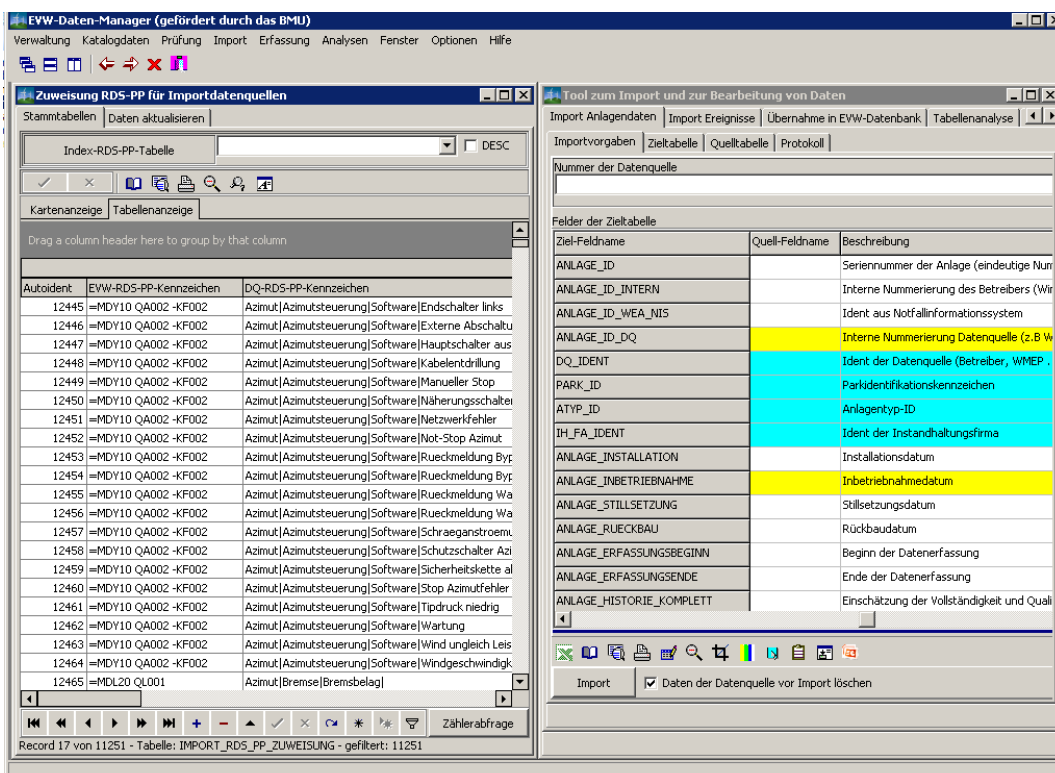 EVW-Daten-Manager (gefördert durch das BMU)
Verwaltung Katalogdaten Prüfung Import Erfassung Analysen Fenster Optionen Hilfe
Zuweisung RDS-PP für Importdatenquellen
Stammtabellen Daten aktualisieren
Index-RDS-PP-Tabelle DESC
Kartenanzeige Tabellenanzeige
Drag a column header here to group by that column
Autoident EVW-RDS-PP-Kennzeichen DQ-RDS-PP-Kennzeichen
12445 =MDY10 QA002 -KF002 Azimut|Azimutsteuerung|Software|Endschalter links
12446 =MDY10 QA002 -KF002 Azimut|Azimutsteuerung|Software|Externe Abschaltu
12447 =MDY10 QA002 -KF002 Azimut|Azimutsteuerung|Software|Hauptschalter aus
12448 =MDY10 QA002 -KF002 Azimut|Azimutsteuerung|Software|Kabelentdrillung
12449 =MDY10 QA002 -KF002 Azimut|Azimutsteuerung|Software|Manueller Stop
12450 =MDY10 QA002 -KF002 Azimut|Azimutsteuerung|Software|Näherungsschalter
12451 =MDY10 QA002 -KF002 Azimut|Azimutsteuerung|Software|Netzwerkfehler
12452 =MDY10 QA002 -KF002 Azimut|Azimutsteuerung|Software|Not-Stop Azimut
12453 =MDY10 QA002 -KF002 Azimut|Azimutsteuerung|Software|Rueckmeldung Byp
12454 =MDY10 QA002 -KF002 Azimut|Azimutsteuerung|Software|Rueckmeldung Byp
12455 =MDY10 QA002 -KF002 Azimut|Azimutsteuerung|Software|Rueckmeldung Wa
12456 =MDY10 QA002 -KF002 Azimut|Azimutsteuerung|Software|Rueckmeldung Wa
12457 =MDY10 QA002 -KF002 Azimut|Azimutsteuerung|Software|Schraeganstroemu
12458 =MDY10 QA002 -KF002 Azimut|Azimutsteuerung|Software|Schutzschalter Azi
12459 =MDY10 QA002 -KF002 Azimut|Azimutsteuerung|Software|Sicherheitskette al
12460 =MDY10 QA002 -KF002 Azimut|Azimutsteuerung|Software|Stop Azimutfehler
12461 =MDY10 QA002 -KF002 Azimut|Azimutsteuerung|Software|Tipdruck niedrig
12462 =MDY10 QA002 -KF002 Azimut|Azimutsteuerung|Software|Wartung
12463 =MDY10 QA002 -KF002 Azimut|Azimutsteuerung|Software|Wind ungleich Leis
12464 =MDY10 QA002 -KF002 Azimut|Azimutsteuerung|Software|Windgeschwindigk
12465 =MDL20 QL001 Azimut|Bremse|Bremsbelag|
Zählerabfrage
Record 17 von 11251 - Tabelle: IMPORT_RDS_PP_ZUWEISUNG - gefiltert: 11251
Tool zum Import und zur Bearbeitung von Daten
Import Anlagendaten Import Ereignisse Übernahme in EVW-Datenbank Tabellenanalyse
Importvorgaben Zieltabelle Quelltabelle Protokoll
Nummer der Datenquelle
Felder der Zieltabelle
Ziel-Feldname Quell-Feldname Beschreibung
ANLAGE_ID Seriennummer der Anlage (eindeutige Num
ANLAGE_ID_INTERN Interne Nummerierung des Betreibers (Wir
ANLAGE_ID_WEA_NIS Ident aus Notfallinformationssystem
ANLAGE_ID_DQ Interne Nummerierung Datenquelle (z.B W
DQ_IDENT Ident der Datenquelle (Betreiber, WMEP .
PARK_ID Parkidentifikationskennzeichen
ATYP_ID Anlagentyp-ID
IH_FA_IDENT Ident der Instandhaltungsfirma
ANLAGE_INSTALLATION Installationsdatum
ANLAGE_INBETRIEBNAHME Inbetriebnahmedatum
ANLAGE_STILLSETZUNG Stillsetzungsdatum
ANLAGE_RUECKBAU Rückbaudatum
ANLAGE_ERFASSUNGSBEGINN Beginn der Datenerfassung
ANLAGE_ERFASSUNGSENDE Ende der Datenerfassung
ANLAGE_HISTORIE_KOMPLETT Einschätzung der Vollständigkeit und Quali
Import Daten der Datenquelle vor Import löschen